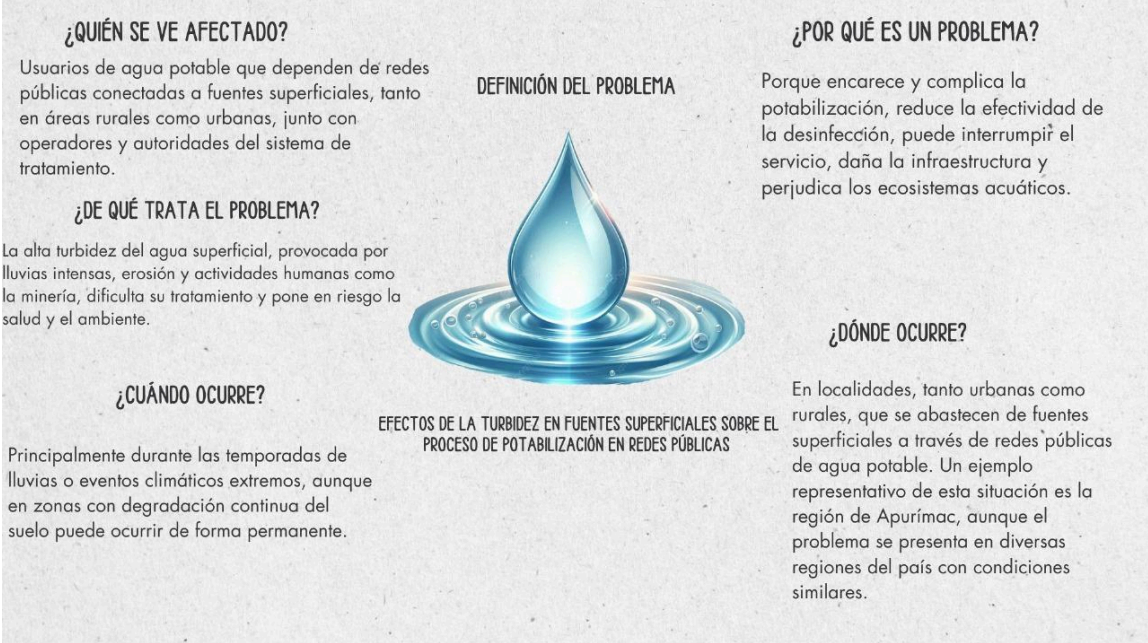 ¿QUIÉN SE VE AFECTADO?
Usuarios de agua potable que dependen de redes
públicas conectadas a fuentes superficiales, tanto
en áreas rurales como urbanas, junto con
operadores y autoridades del sistema de
tratamiento.
¿DE QUÉ TRATA EL PROBLEMA?
La alta turbidez del agua superficial, provocada por
lluvias intensas, erosión y actividades humanas como
la minería, dificulta su tratamiento y pone en riesgo la
salud y el ambiente.
¿CUÁNDO OCURRE?
Principalmente durante las temporadas de
lluvias o eventos climáticos extremos, aunque
en zonas con degradación continua del
suelo puede ocurrir de forma permanente.
DEFINICIÓN DEL PROBLEMA
EFECTOS DE LA TURBIDEZ EN FUENTES SUPERFICIALES SOBRE EL
PROCESO DE POTABILIZACIÓN EN REDES PÚBLICAS
¿POR QUÉ ES UN PROBLEMA?
Porque encarece y complica la
potabilización, reduce la efectividad de
la desinfección, puede interrumpir el
servicio, daña la infraestructura y
perjudica los ecosistemas acuáticos.
¿DÓNDE OCURRE?
En localidades, tanto urbanas como
rurales, que se abastecen de fuentes
superficiales a través de redes públicas
de agua potable. Un ejemplo
representativo de esta situación es la
región de Apurímac, aunque el
problema se presenta en diversas
regiones del país con condiciones
similares.